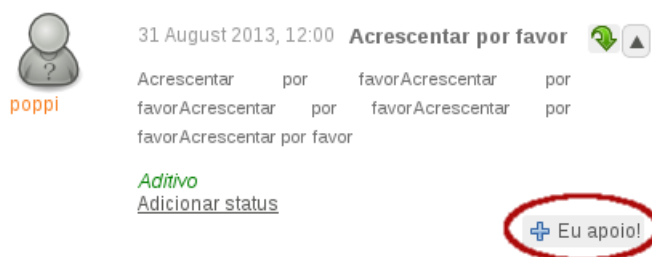 31 August 2013, 12:00 Acrescentar por favor
?
poppi
Acrescentar por favorAcrescentar por
favorAcrescentar por favorAcrescentar por
favorAcrescentar por favor
Aditivo
Adicionar status
Eu apoio!